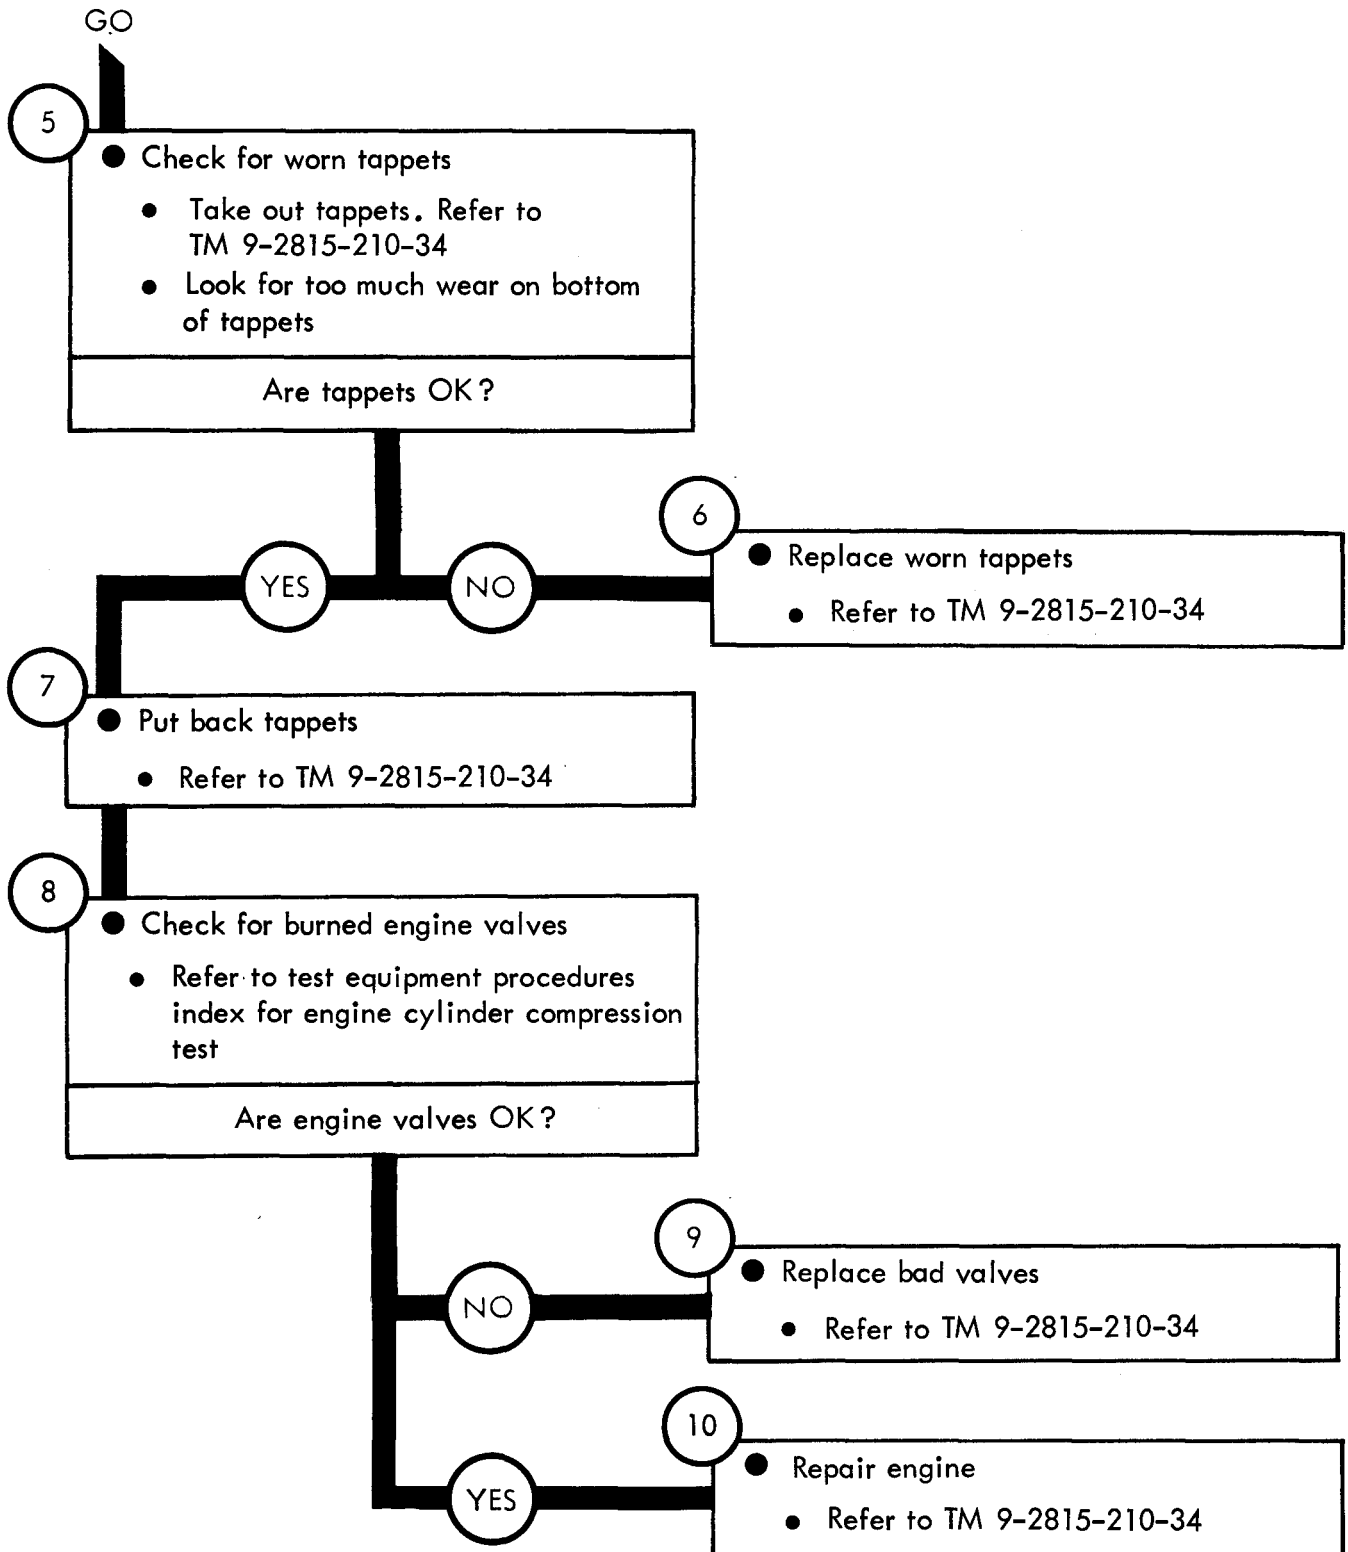 GO
5
● Check for worn tappets
● Take out tappets. Refer to
TM 9-2815-210-34
● Look for too much wear on bottom
of tappets
Are tappets OK?
YES
NO
6
● Replace worn tappets
● Refer to TM 9-2815-210-34
7
● Put back tappets
● Refer to TM 9-2815-210-34
8
● Check for burned engine valves
● Refer to test equipment procedures
index for engine cylinder compression
test
Are engine valves OK?
NO
9
● Replace bad valves
● Refer to TM 9-2815-210-34
YES
10
● Repair engine
● Refer to TM 9-2815-210-34